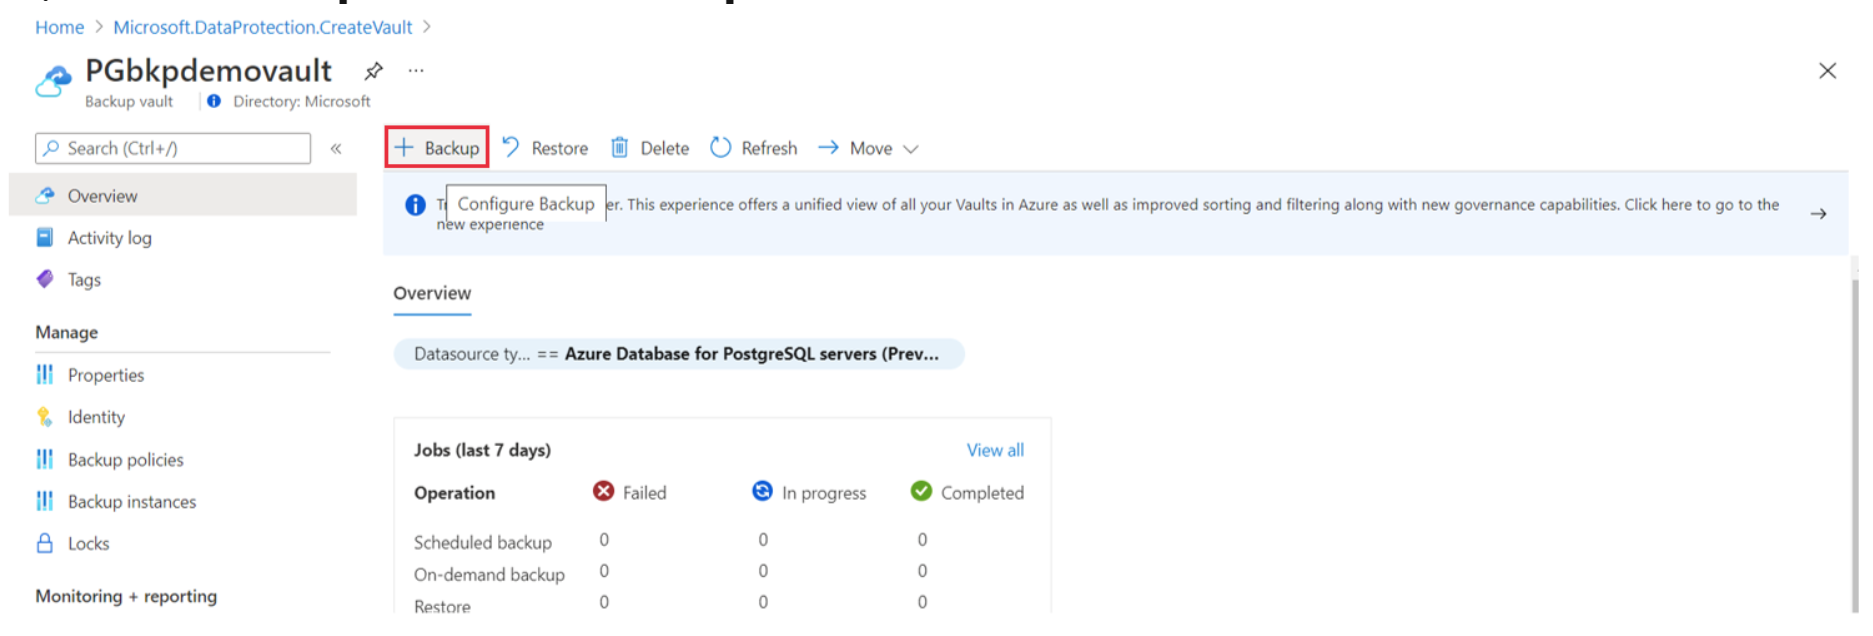 Home > Microsoft.DataProtection.CreateVault >
PGbkpdemovault ...
Backup vault | Directory: Microsoft
Search (Ctrl+/) «
+ Backup Restore Delete Refresh → Move
Overview
Configure Backup er. This experience offers a unified view of all your Vaults in Azure as well as improved sorting and filtering along with new governance capabilities. Click here to go to the →
new experience
Activity log
Tags
Overview
Manage
Datasource ty... == Azure Database for PostgreSQL servers (Prev...
Properties
Identity
Backup policies
Backup instances
Locks
Monitoring + reporting
Jobs (last 7 days) View all
Operation Failed In progress Completed
Scheduled backup 0 0 0
On-demand backup 0 0 0
Restore 0 0 0